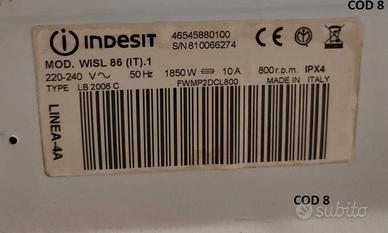 COD 8
INDESIT
46545880100
S/N 810066274
MOD. WISL 86 (IT).1
220-240 V 50 Hz 1850 W 10 A 800 r.p.m. IPX4
TYPE LB 2006 C FWMP2DCL800 MADE IN ITALY
LINEA-4A
COD 8
subito